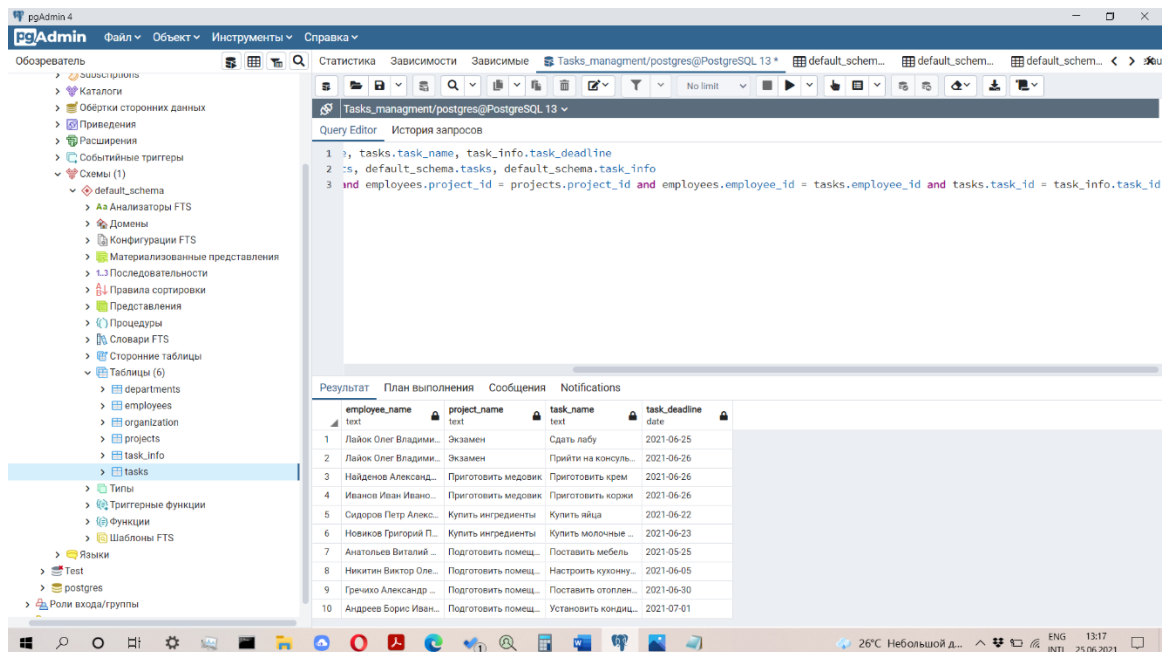 pgAdmin 4
pgAdmin Файл Объект Инструменты Справка
Обозреватель
Subscriptions
Каталоги
Обёртки сторонних данных
Приведения
Расширения
Событийные триггеры
Схемы (1)
default_schema
Aa Анализаторы FTS
Домены
Конфигурации FTS
Материализованные представления
1..3 Последовательности
Правила сортировки
Представления
Процедуры
Словари FTS
Сторонние таблицы
Таблицы (6)
departments
employees
organization
projects
task_info
tasks
Типы
Триггерные функции
Функции
Шаблоны FTS
Языки
Test
postgres
Роли входа/группы
Статистика Зависимости Зависимые Tasks_managment/postgres@PostgreSQL 13 * default_schem... default_schem... default_schem...
No limit
Tasks_managment/postgres@PostgreSQL 13
Query Editor История запросов
1 , tasks.task_name, task_info.task_deadline
2 ts, default_schema.tasks, default_schema.task_info
3 and employees.project_id = projects.project_id and employees.employee_id = tasks.employee_id and tasks.task_id = task_info.task_id
Результат План выполнения Сообщения Notifications
employee_name project_name task_name task_deadline
text text text date
1 Лайок Олег Владими... Экзамен Сдать лабу 2021-06-25
2 Лайок Олег Владими... Экзамен Прийти на консуль... 2021-06-26
3 Найденов Александ... Приготовить медовик Приготовить крем 2021-06-26
4 Иванов Иван Ивано... Приготовить медовик Приготовить коржи 2021-06-26
5 Сидоров Петр Алекс... Купить ингредиенты Купить яйца 2021-06-22
6 Новиков Григорий П... Купить ингредиенты Купить молочные ... 2021-06-23
7 Анатольев Виталий ... Подготовить помещ... Поставить мебель 2021-05-25
8 Никитин Виктор Оле... Подготовить помещ... Настроить кухонну... 2021-06-05
9 Гречихо Александр ... Подготовить помещ... Поставить отоплен... 2021-06-30
10 Андреев Борис Иван... Подготовить помещ... Установить кондиц... 2021-07-01
26°C Небольшой д... ENG 13:17
INTL 25.06.2021